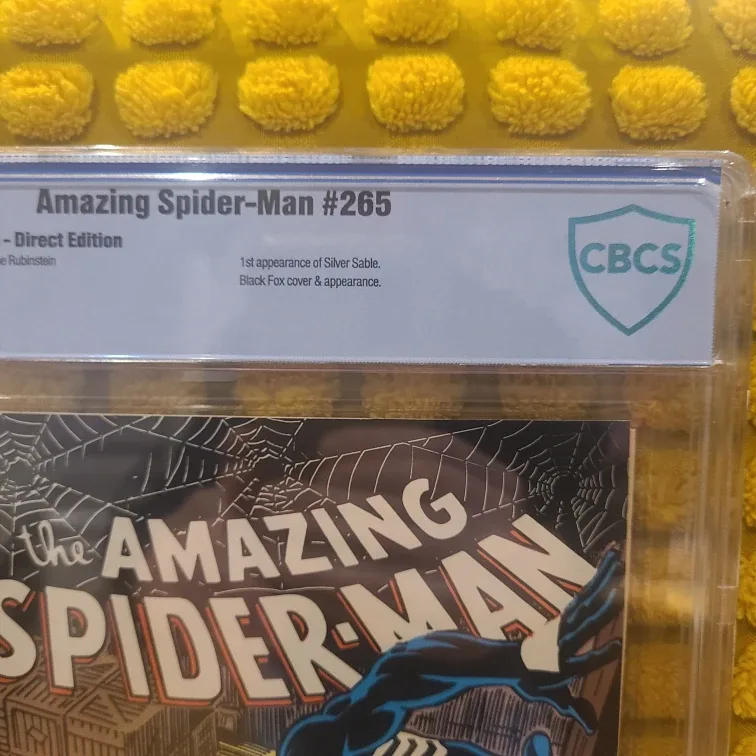 Amazing Spider-Man #265
- Direct Edition
e Rubinstein
1st appearance of Silver Sable.
Black Fox cover & appearance.
CBCS
the AMAZING
SPIDER-MAN